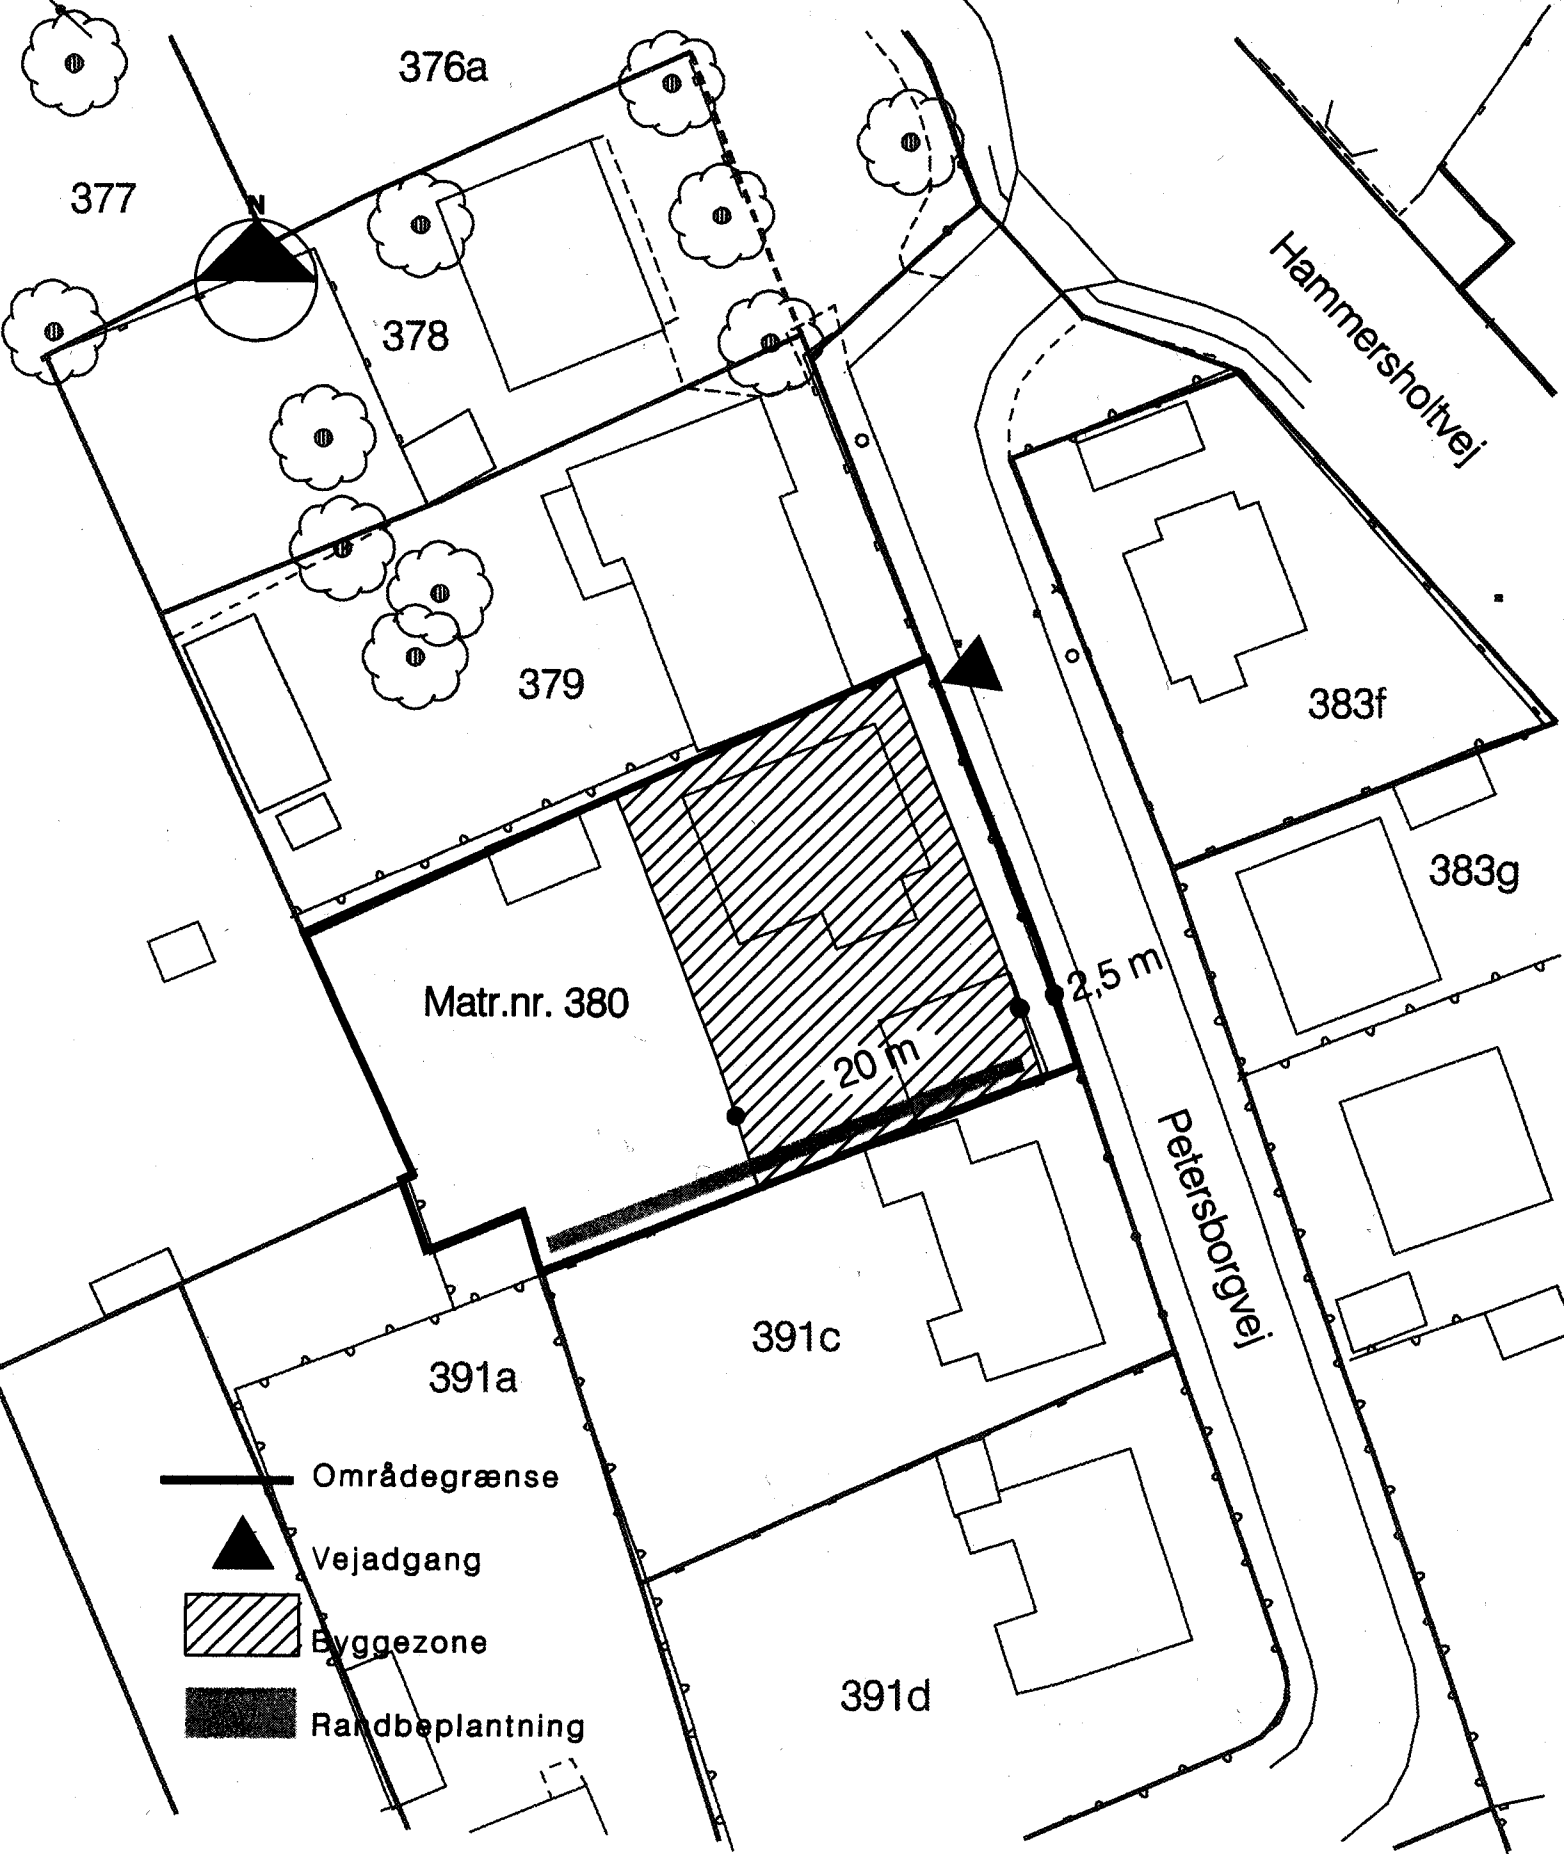 376a
377
N
378
Hammersholtvej
379
383f
383g
2,5 m
Matr.nr. 380
20 m
Petersborgvej
391c
391a
Områdegrænse
Vejadgang
Byggezone
391d
Randbeplantning